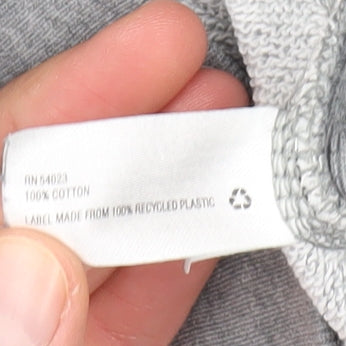 RN 54023
100% COTTON
LABEL MADE FROM 100% RECYCLED PLASTIC